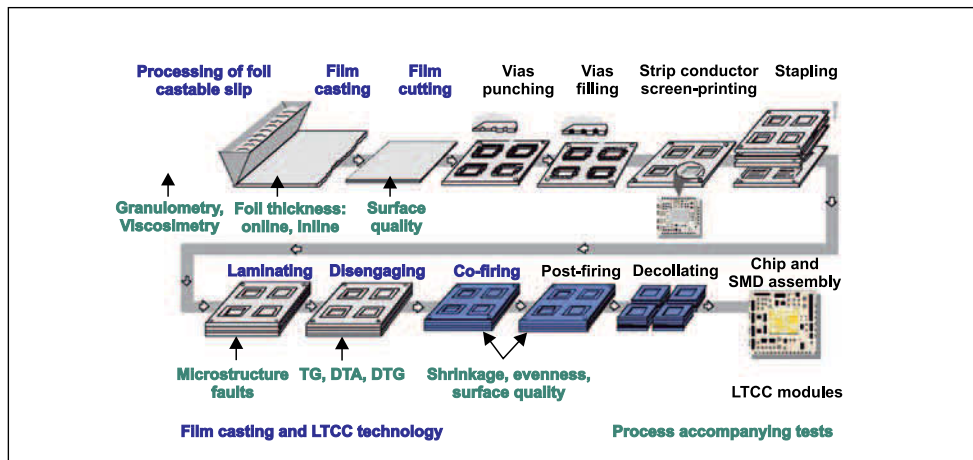 Processing of foil
castable slip
Film
casting
Film
cutting
Vias
punching
Vias
filling
Strip conductor
screen-printing
Stapling
Granulometry,
Viscosimetry
Foil thickness:
online, inline
Surface
quality
Laminating
Disengaging
Co-firing
Post-firing
Decollating
Chip and
SMD assembly
Microstructure
faults
TG, DTA, DTG
Shrinkage, evenness,
surface quality
LTCC modules
Film casting and LTCC technology
Process accompanying tests